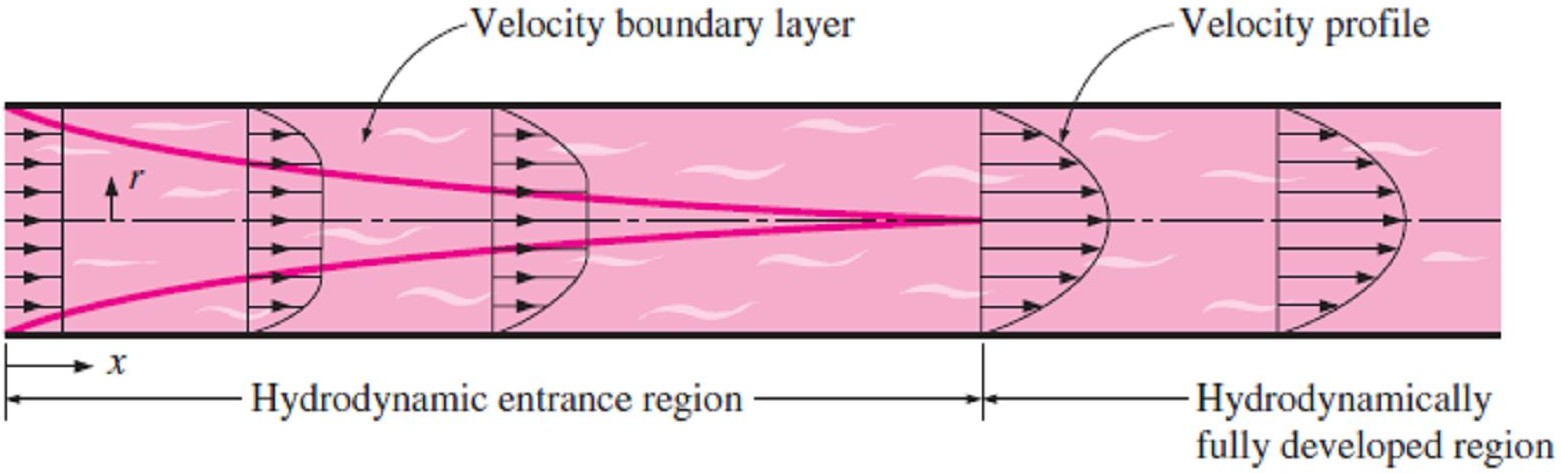 Velocity boundary layer
Velocity profile
r
x
Hydrodynamic entrance region
Hydrodynamically
fully developed region